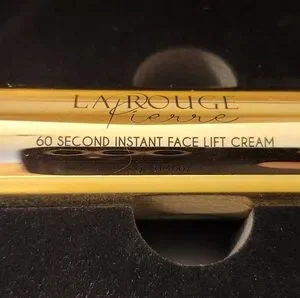 LA ROUGE
Pierre
60 SECOND INSTANT FACE LIFT CREAM